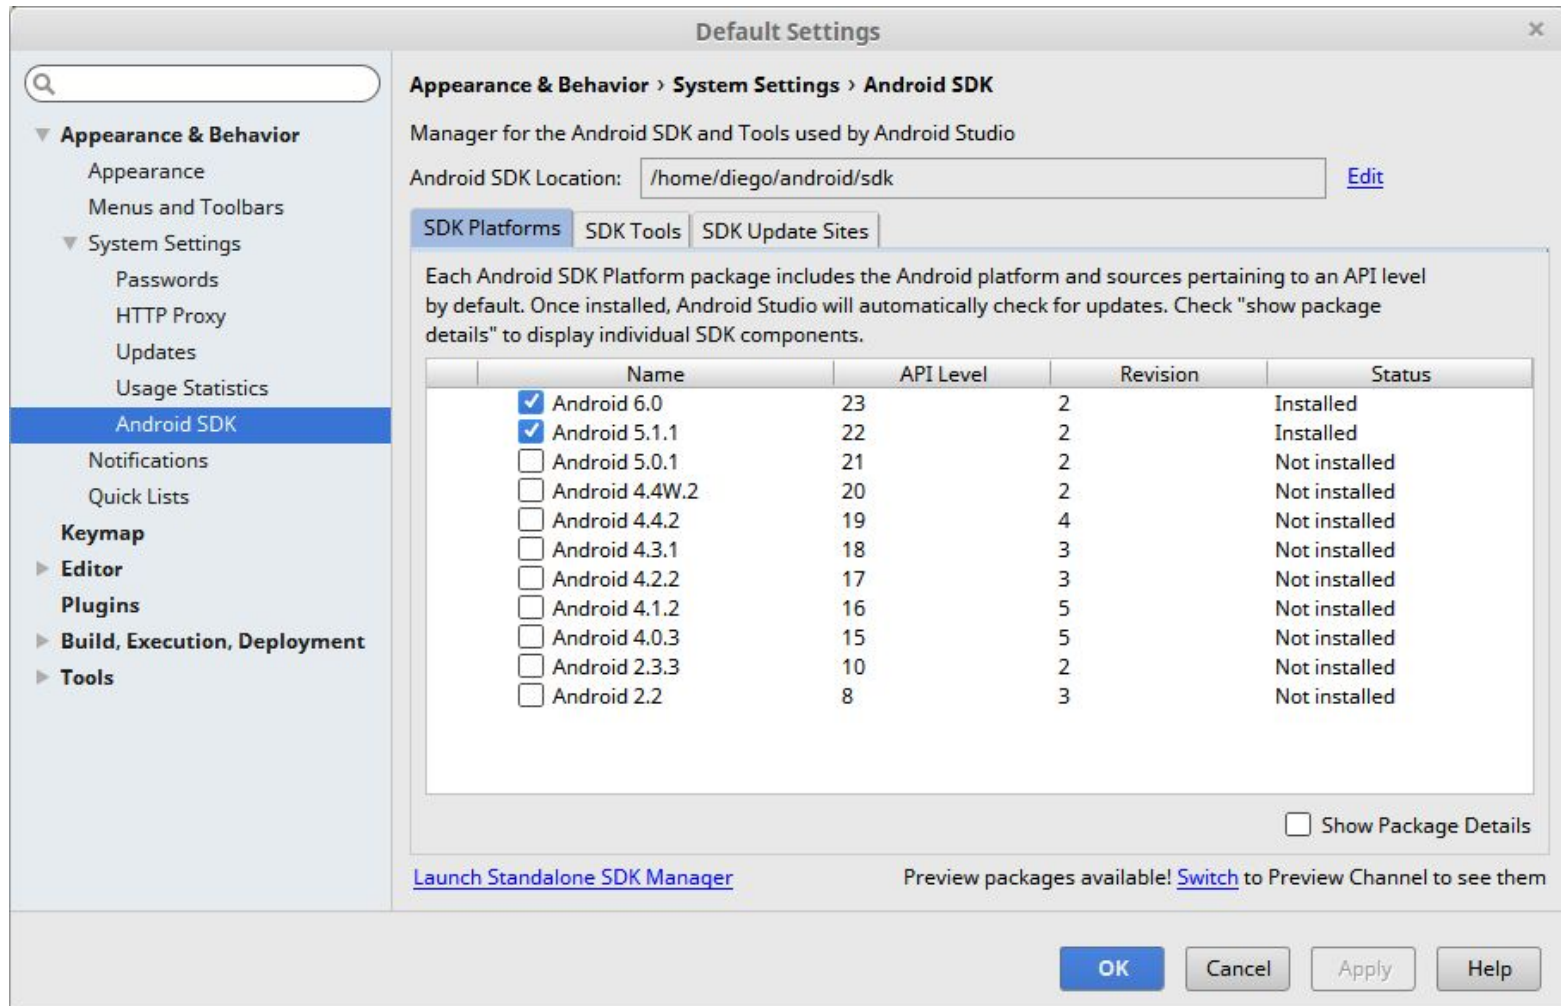 Default Settings
Appearance & Behavior
Appearance
Menus and Toolbars
System Settings
Passwords
HTTP Proxy
Updates
Usage Statistics
Android SDK
Notifications
Quick Lists
Keymap
Editor
Plugins
Build, Execution, Deployment
Tools
Appearance & Behavior › System Settings › Android SDK
Manager for the Android SDK and Tools used by Android Studio
Android SDK Location: /home/diego/android/sdk Edit
SDK Platforms SDK Tools SDK Update Sites
Each Android SDK Platform package includes the Android platform and sources pertaining to an API level
by default. Once installed, Android Studio will automatically check for updates. Check "show package
details" to display individual SDK components.
Name API Level Revision Status
Android 6.0 23 2 Installed
Android 5.1.1 22 2 Installed
Android 5.0.1 21 2 Not installed
Android 4.4W.2 20 2 Not installed
Android 4.4.2 19 4 Not installed
Android 4.3.1 18 3 Not installed
Android 4.2.2 17 3 Not installed
Android 4.1.2 16 5 Not installed
Android 4.0.3 15 5 Not installed
Android 2.3.3 10 2 Not installed
Android 2.2 8 3 Not installed
Show Package Details
Launch Standalone SDK Manager Preview packages available! Switch to Preview Channel to see them
OK Cancel Apply Help